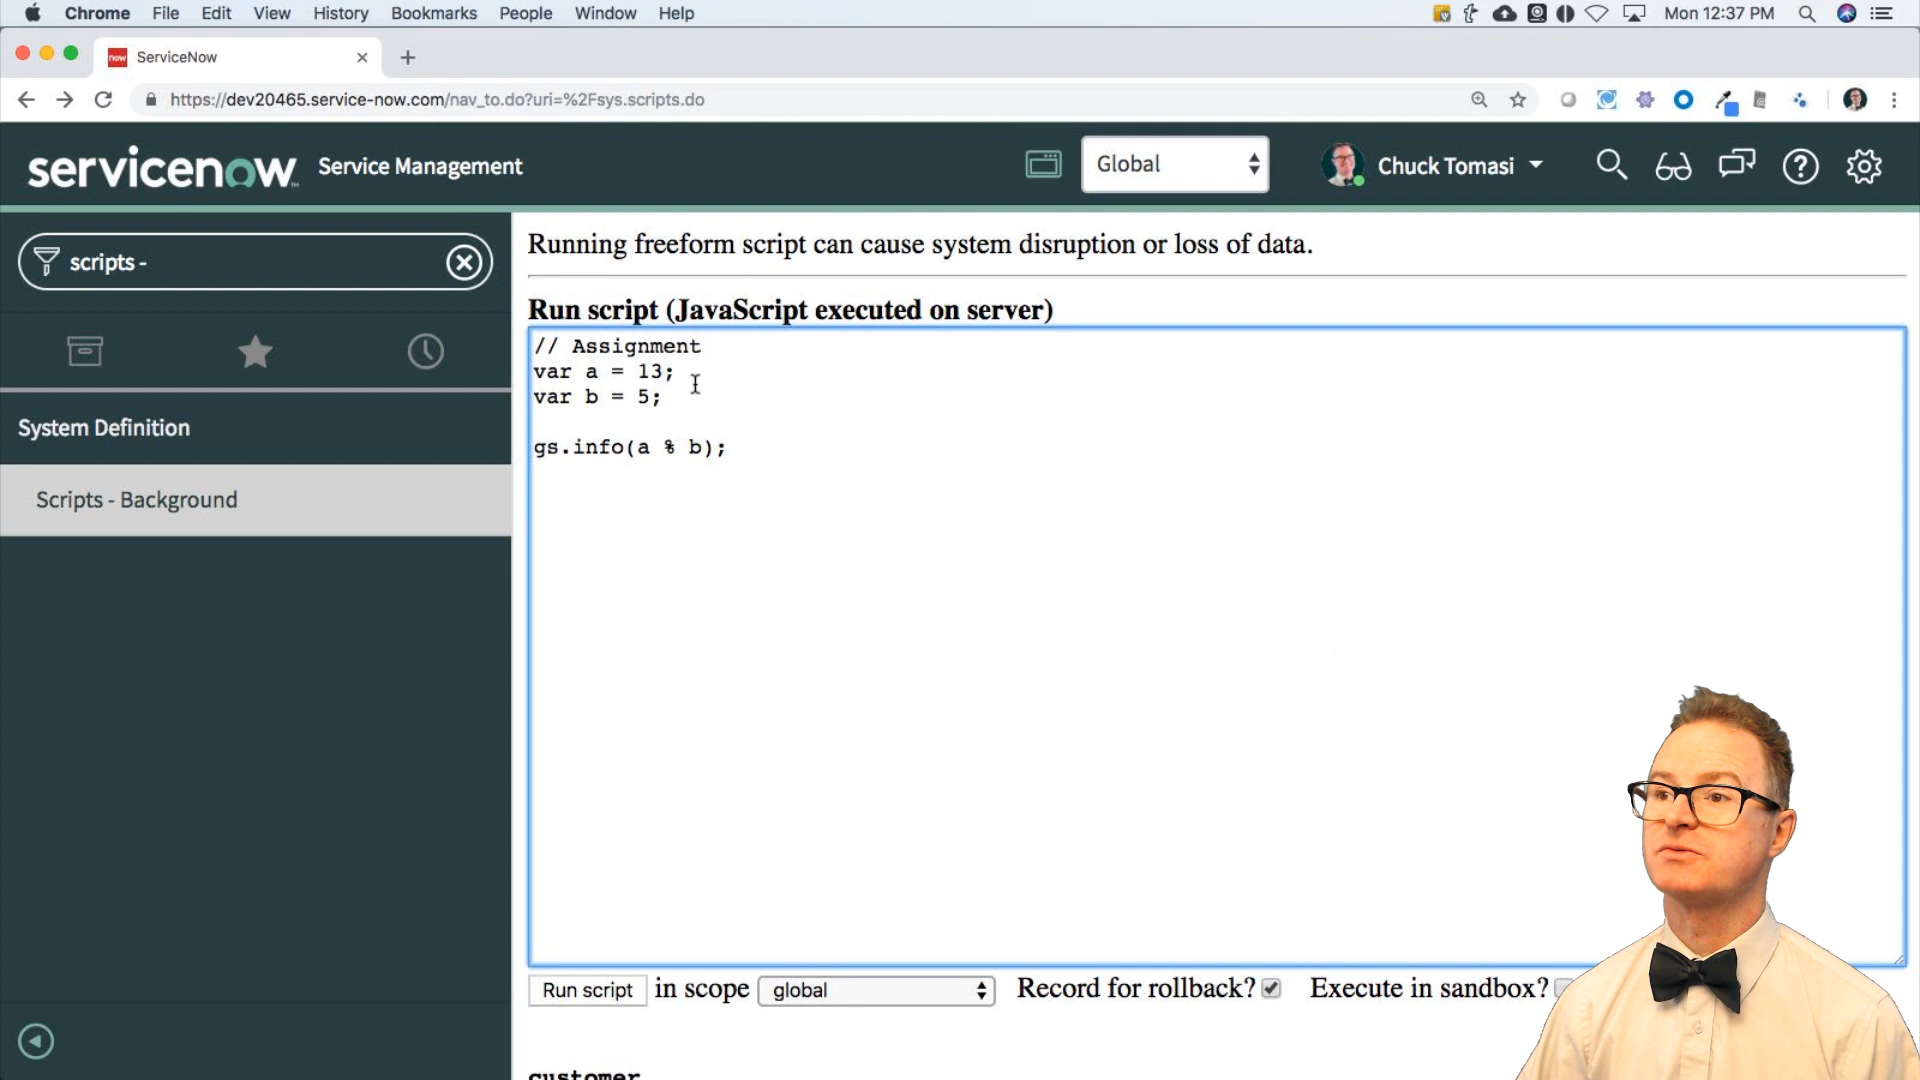 Chrome File Edit View History Bookmarks People Window Help Mon 12:37 PM
now ServiceNow
https://dev20465.service-now.com/nav_to.do?uri=%2Fsys.scripts.do
servicenow Service Management Global Chuck Tomasi
scripts -
System Definition
Scripts - Background
Running freeform script can cause system disruption or loss of data.
Run script (JavaScript executed on server)
// Assignment
var a = 13;
var b = 5;
gs.info(a % b);
Run script in scope global Record for rollback? Execute in sandbox?
customer